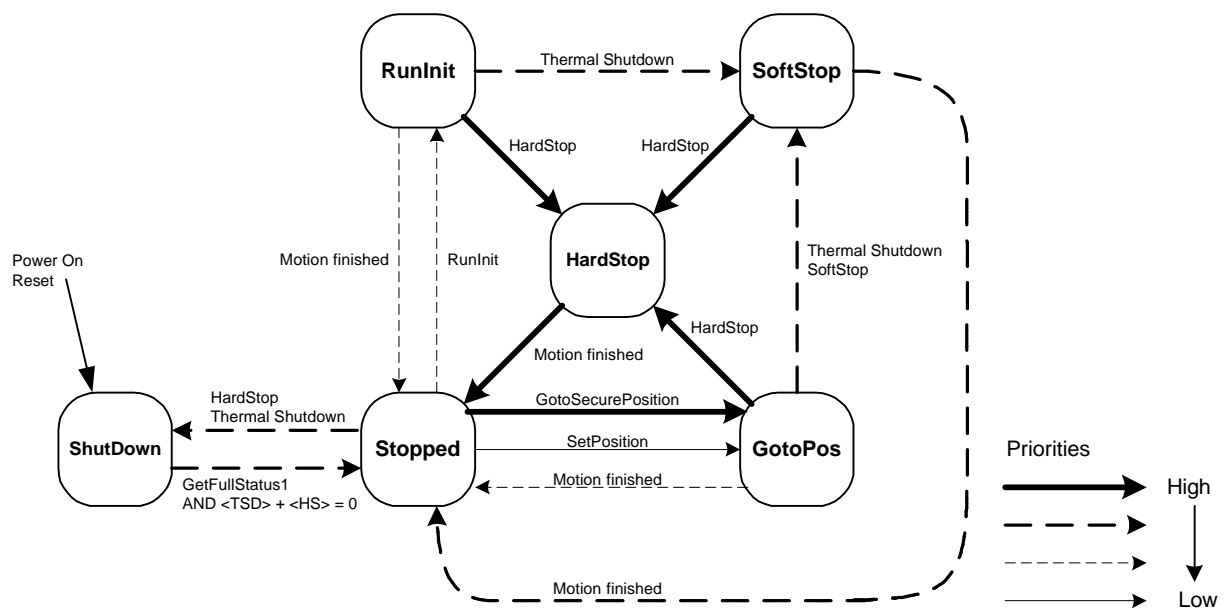 RunInit
Thermal Shutdown
SoftStop
HardStop
HardStop
Motion finished
RunInit
HardStop
Thermal Shutdown
SoftStop
Power On
Reset
HardStop
Motion finished
HardStop
Thermal Shutdown
GotoSecurePosition
ShutDown
Stopped
SetPosition
GotoPos
Priorities
GetFullStatus1
AND <TSD> + <HS> = 0
Motion finished
High
Motion finished
Low